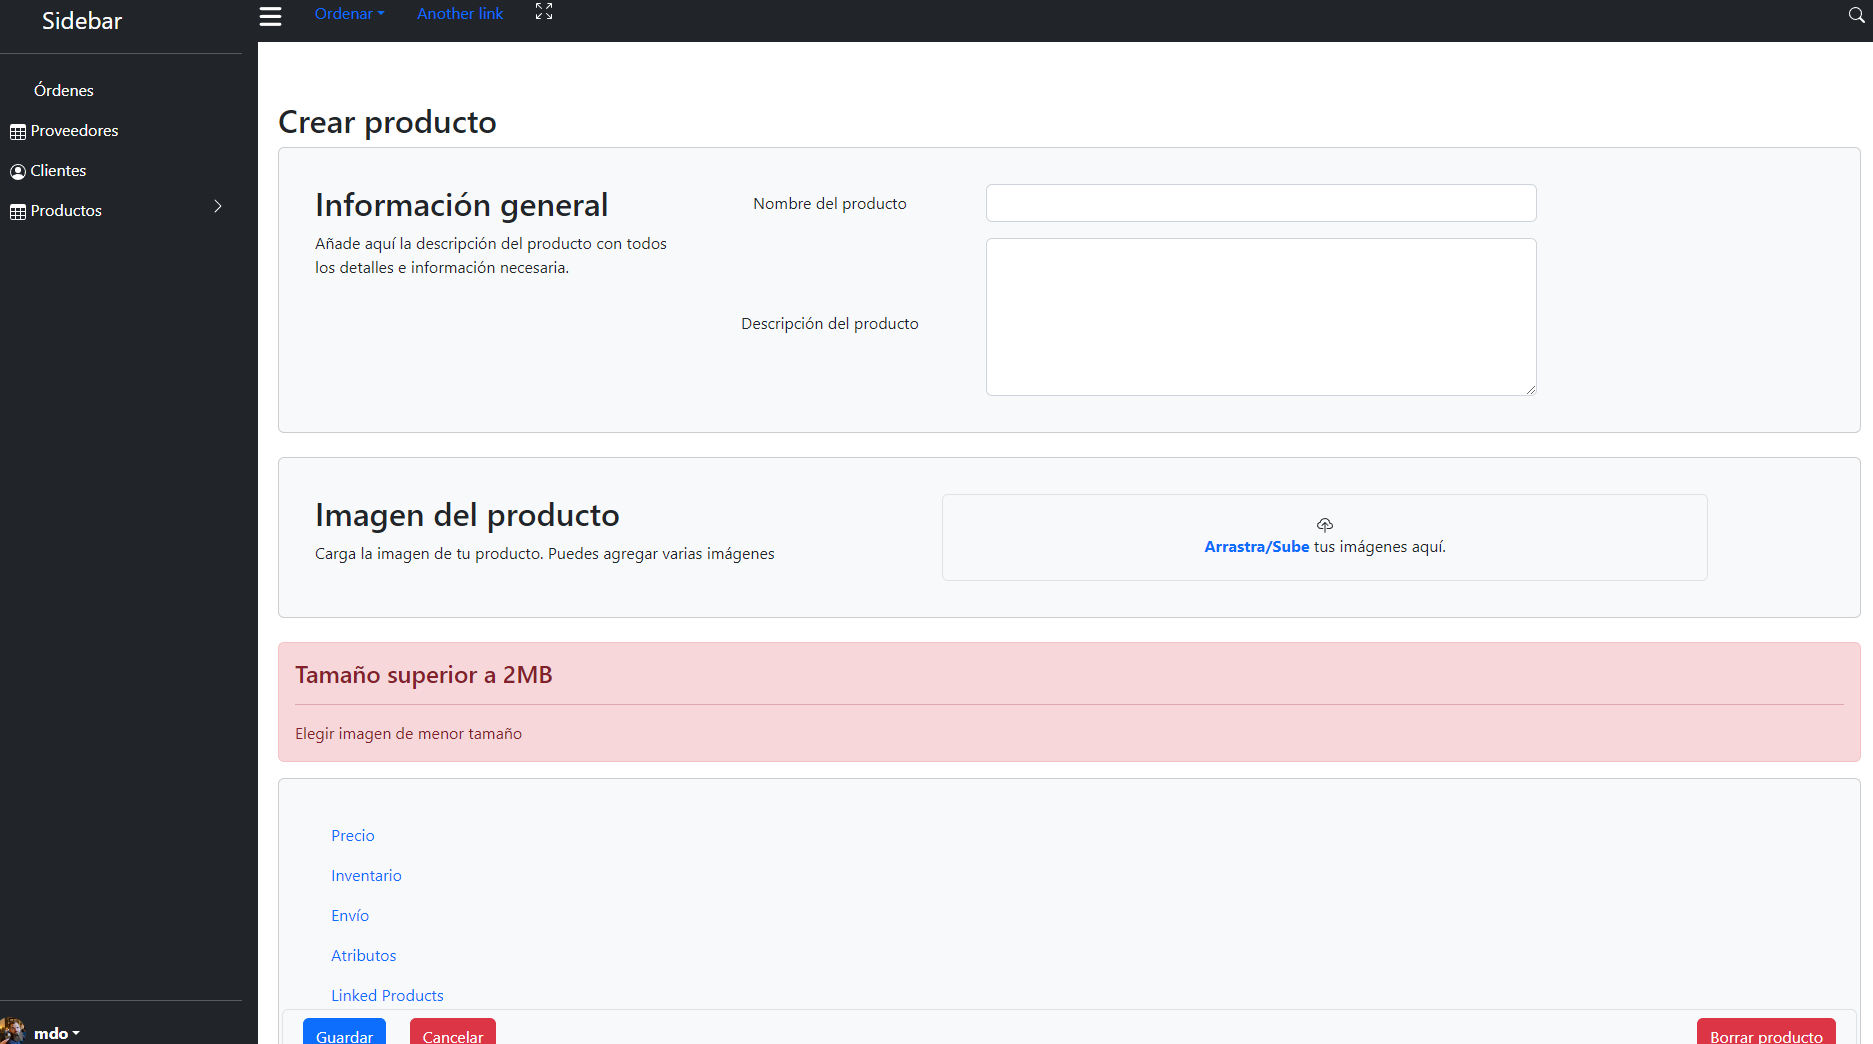 Sidebar
Ordenar
Another link
Órdenes
Proveedores
Clientes
Productos
mdo
Crear producto
Información general
Añade aquí la descripción del producto con todos
los detalles e información necesaria.
Nombre del producto
Descripción del producto
Imagen del producto
Carga la imagen de tu producto. Puedes agregar varias imágenes
Arrastra/Sube tus imágenes aquí.
Tamaño superior a 2MB
Elegir imagen de menor tamaño
Precio
Inventario
Envío
Atributos
Linked Products
Guardar
Cancelar
Borrar producto